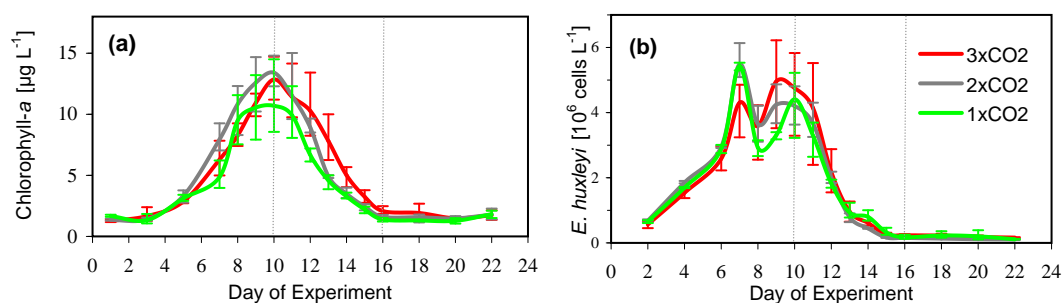 (a)
Chlorophyll-a [µg L⁻¹]
15
10
5
0
0 2 4 6 8 10 12 14 16 18 20 22 24
Day of Experiment
(b)
E. huxleyi [10⁶ cells L⁻¹]
6
4
2
0
0 2 4 6 8 10 12 14 16 18 20 22 24
Day of Experiment
3xCO2
2xCO2
1xCO2